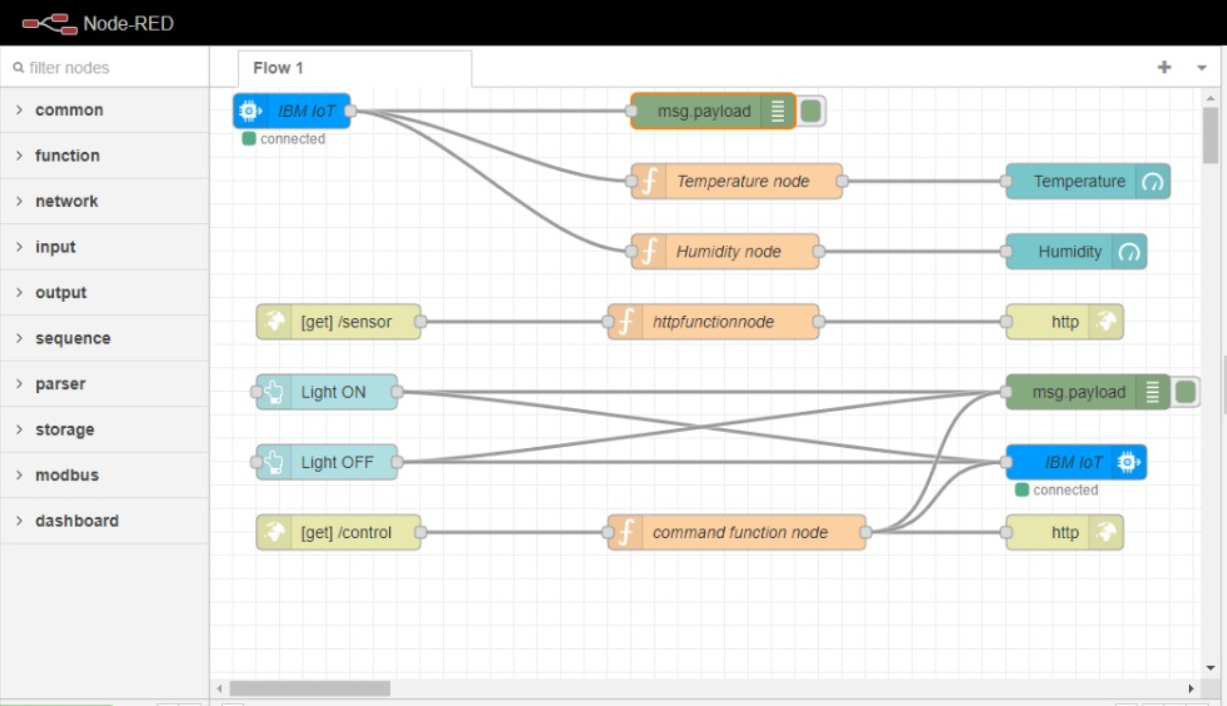 Node-RED
filter nodes
Flow 1
common
function
network
input
output
sequence
parser
storage
modbus
dashboard
IBM IoT
connected
msg.payload
Temperature node
Temperature
Humidity node
Humidity
[get] /sensor
httpfunctionnode
http
Light ON
msg.payload
Light OFF
IBM IoT
connected
[get] /control
command function node
http